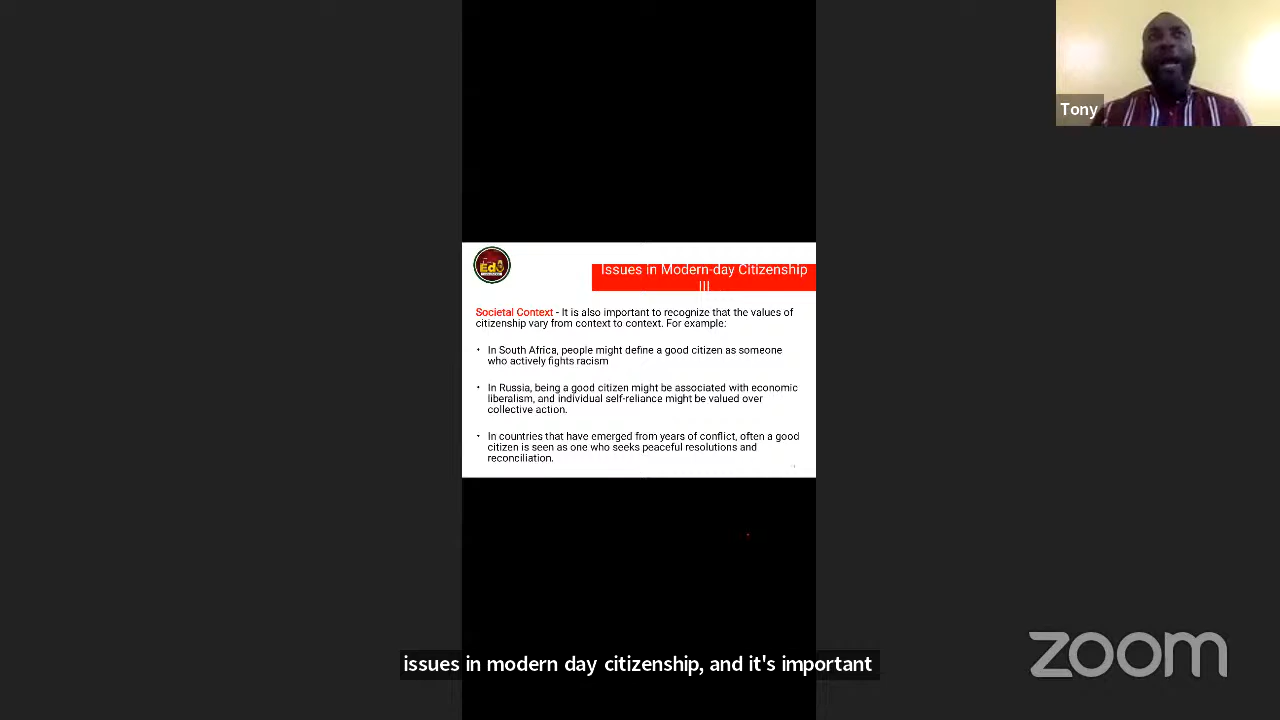 Tony
Ed
Issues in Modern-day Citizenship
III
Societal Context - It is also important to recognize that the values of
citizenship vary from context to context. For example:
• In South Africa, people might define a good citizen as someone
who actively fights racism
• In Russia, being a good citizen might be associated with economic
liberalism, and individual self-reliance might be valued over
collective action.
• In countries that have emerged from years of conflict, often a good
citizen is seen as one who seeks peaceful resolutions and
reconciliation.
issues in modern day citizenship, and it's important
zoom